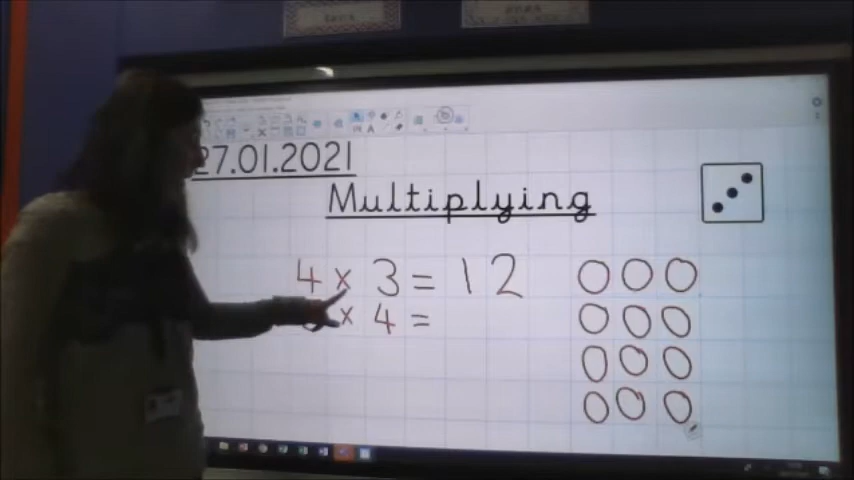 27.01.2021
Multiplying
4 x 3 = 12
x 4 =